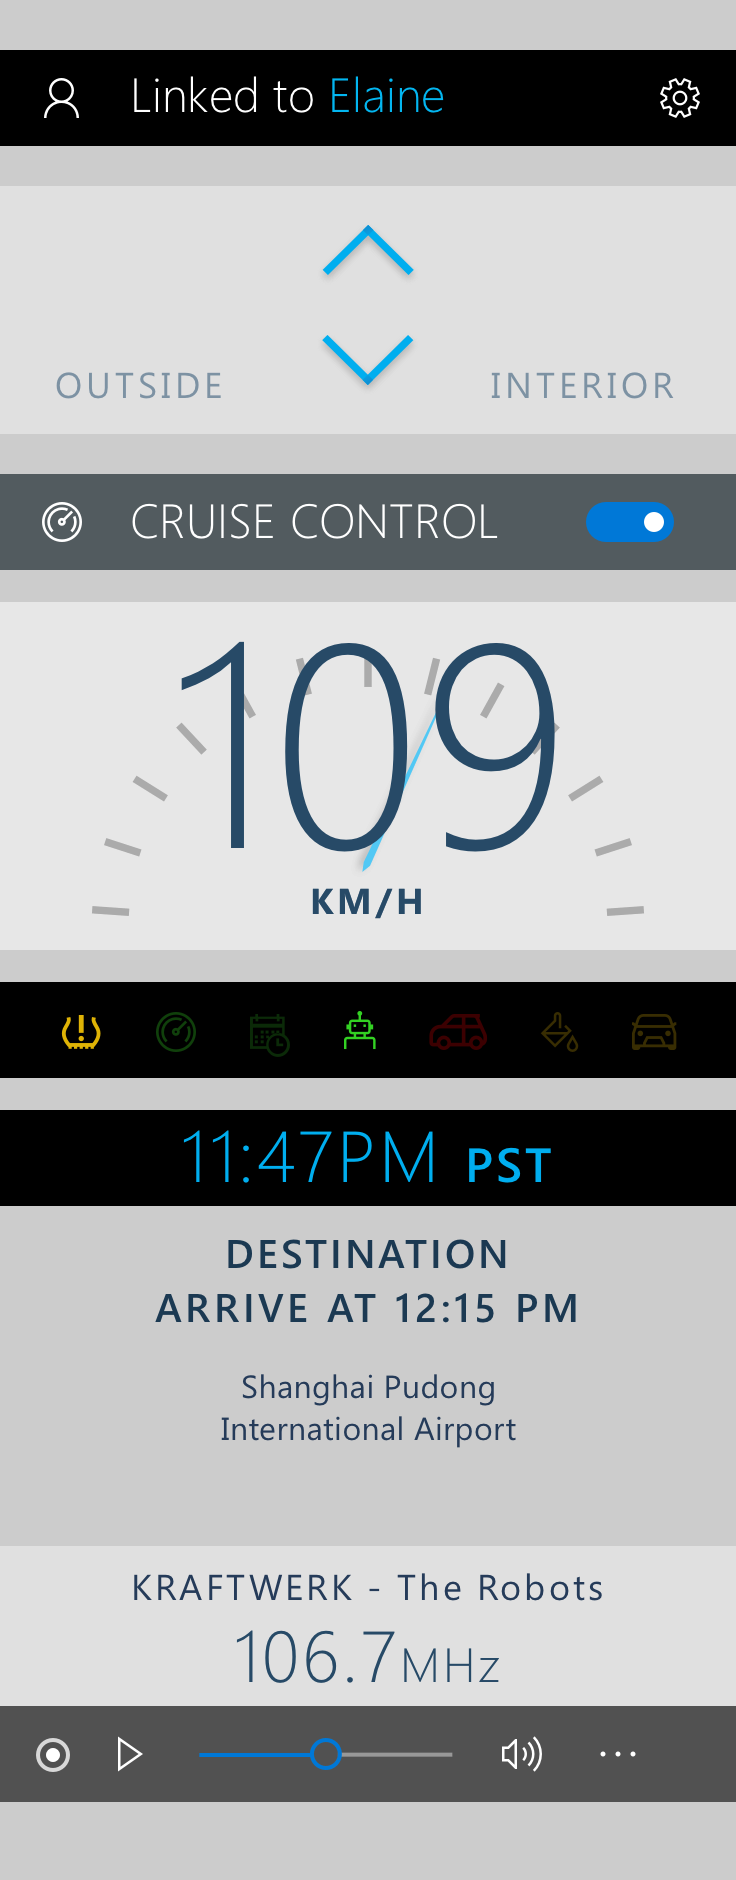 Linked to Elaine
OUTSIDE
INTERIOR
CRUISE CONTROL
109
KM/H
11:47PM PST
DESTINATION
ARRIVE AT 12:15 PM
Shanghai Pudong
International Airport
KRAFTWERK - The Robots
106.7MHz